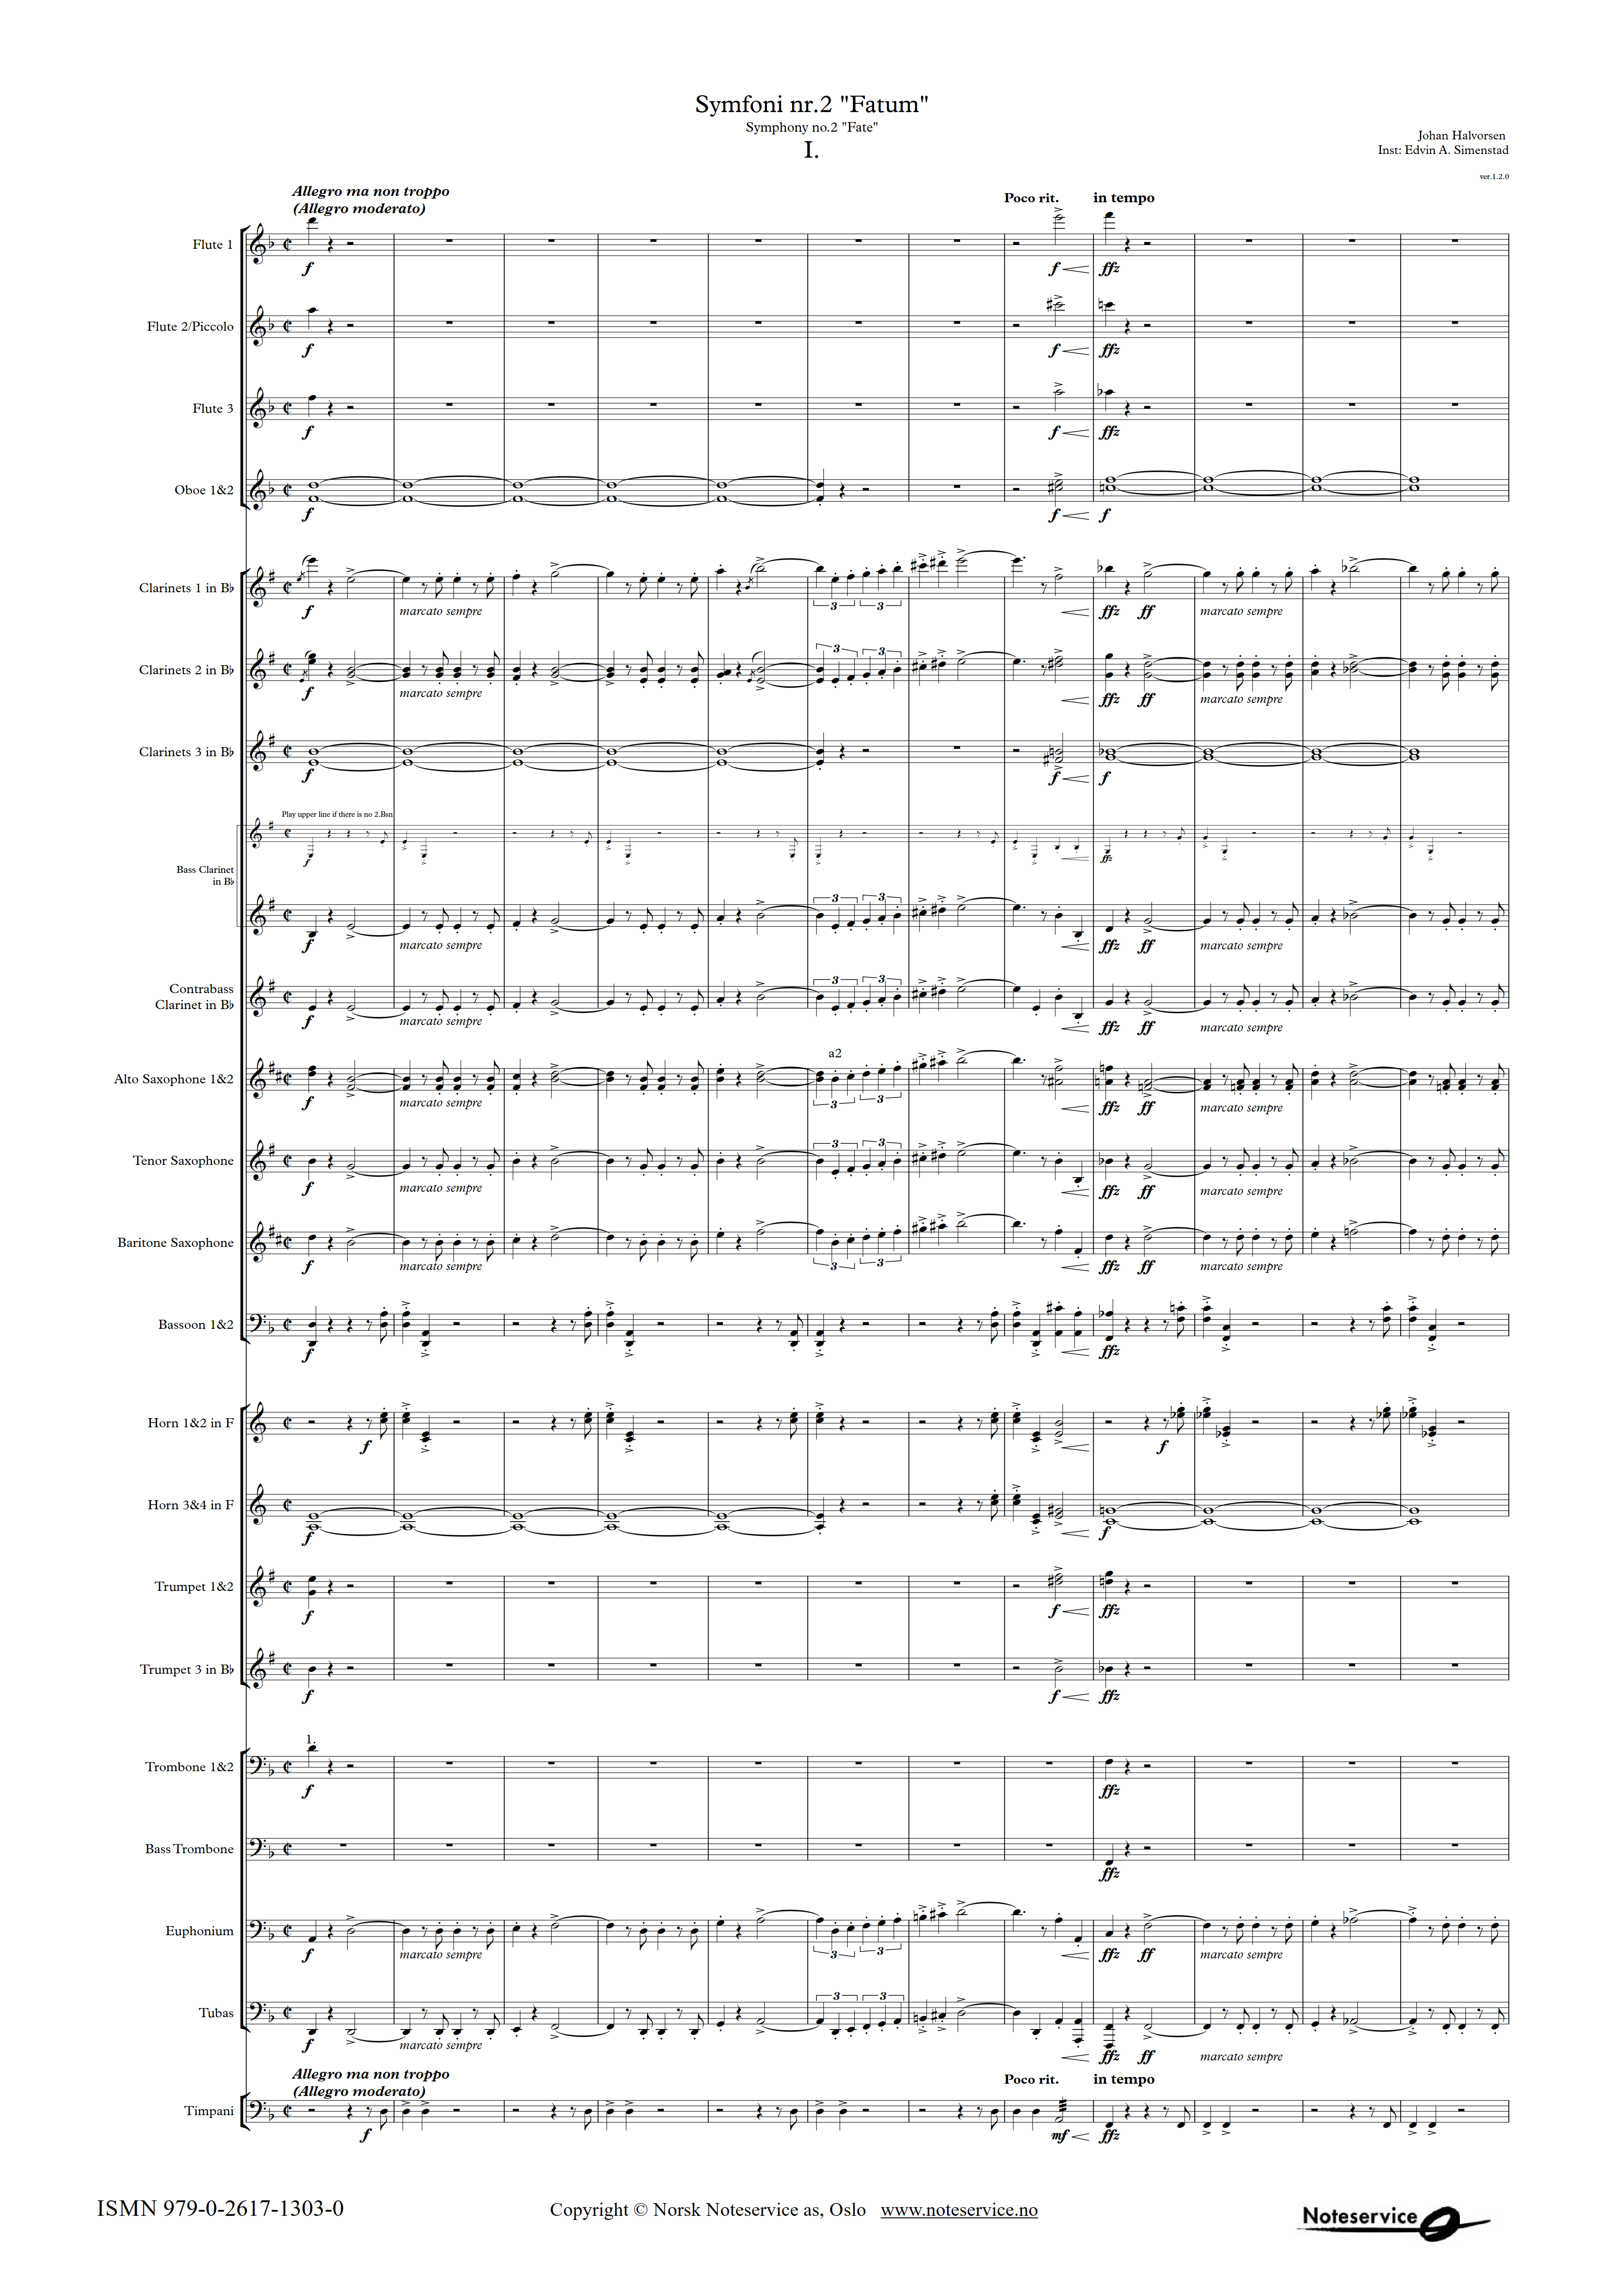 Symfoni nr.2 "Fatum"
Symphony no.2 "Fate"
I.
Johan Halvorsen
Inst: Edvin A. Simenstad
ver.1.2.0
Allegro ma non troppo
(Allegro moderato)
Poco rit.
in tempo
Flute 1
f
f
ffz
Flute 2/Piccolo
f
f
ffz
Flute 3
f
f
ffz
Oboe 1&2
f
f
f
Clarinets 1 in B♭
3
3
f
marcato sempre
ffz
ff
marcato sempre
Clarinets 2 in B♭
3
3
f
marcato sempre
ffz
ff
marcato sempre
Clarinets 3 in B♭
f
f
f
Play upper line if there is no 2.Bsn
f
ffz
Bass Clarinet
in B♭
3
3
f
marcato sempre
ffz
ff
marcato sempre
Contrabass
Clarinet in B♭
3
3
f
marcato sempre
ffz
ff
marcato sempre
a2
Alto Saxophone 1&2
3
3
f
marcato sempre
ffz
ff
marcato sempre
Tenor Saxophone
3
3
f
marcato sempre
ffz
ff
marcato sempre
Baritone Saxophone
3
3
f
marcato sempre
ffz
ff
marcato sempre
Bassoon 1&2
f
ffz
Horn 1&2 in F
f
f
Horn 3&4 in F
f
f
Trumpet 1&2
f
f
ffz
Trumpet 3 in B♭
f
f
ffz
1.
Trombone 1&2
f
ffz
Bass Trombone
ffz
Euphonium
3
3
f
marcato sempre
ffz
ff
marcato sempre
Tubas
3
3
f
marcato sempre
ffz
ff
marcato sempre
Allegro ma non troppo
(Allegro moderato)
Poco rit.
in tempo
Timpani
f
mf
ffz
ISMN 979-0-2617-1303-0
Copyright © Norsk Noteservice as, Oslo www.noteservice.no
Noteservice